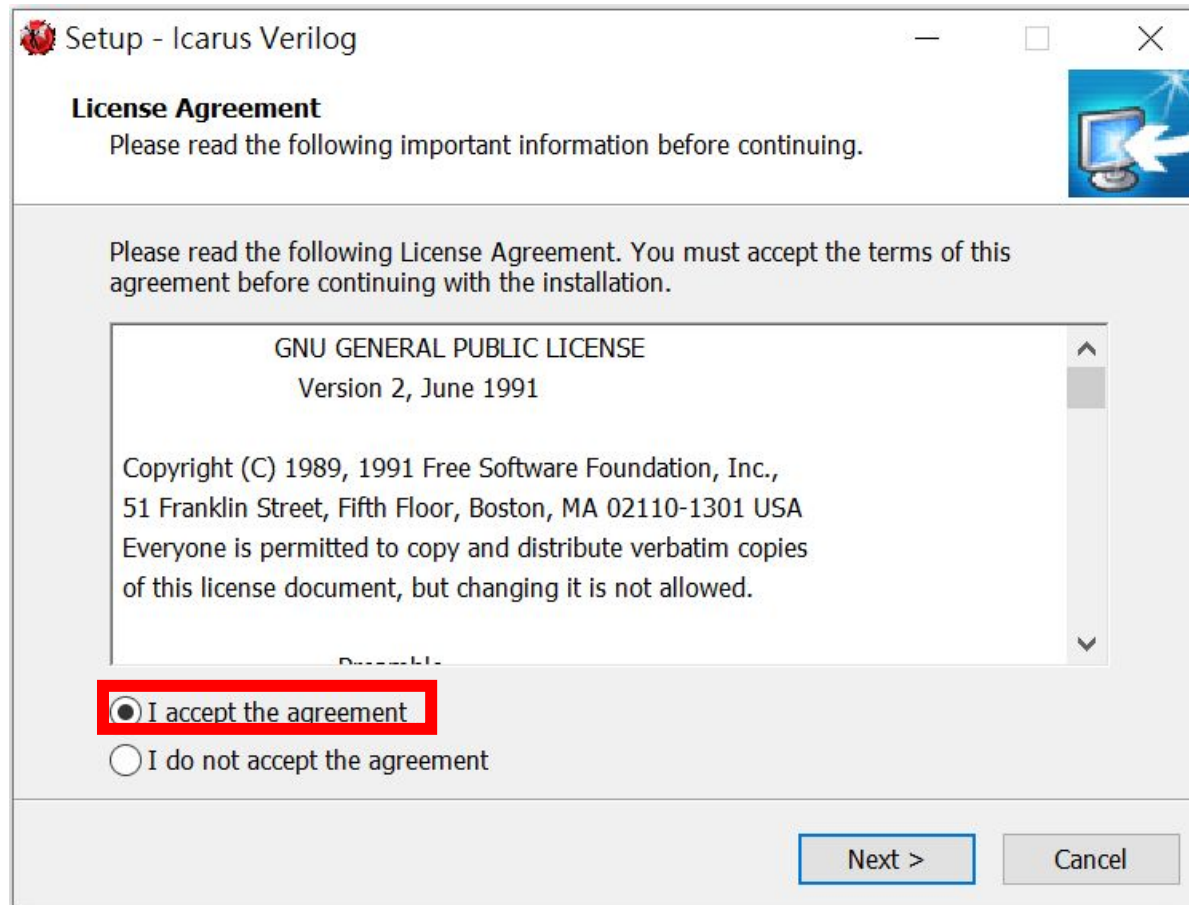 Setup - Icarus Verilog
License Agreement
Please read the following important information before continuing.
Please read the following License Agreement. You must accept the terms of this
agreement before continuing with the installation.
GNU GENERAL PUBLIC LICENSE
Version 2, June 1991
Copyright (C) 1989, 1991 Free Software Foundation, Inc.,
51 Franklin Street, Fifth Floor, Boston, MA 02110-1301 USA
Everyone is permitted to copy and distribute verbatim copies
of this license document, but changing it is not allowed.
Preamble
I accept the agreement
I do not accept the agreement
Next >
Cancel